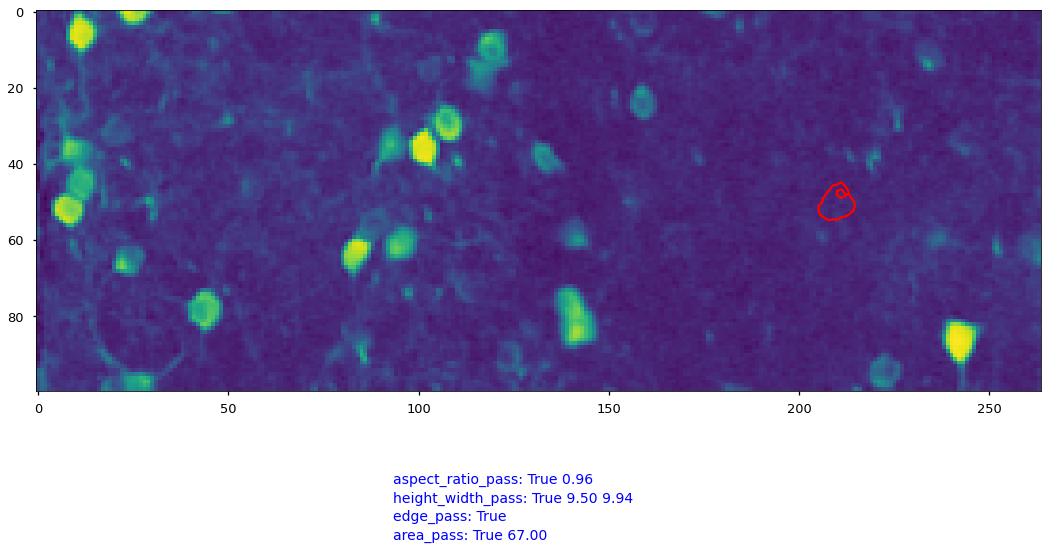 0
20
40
60
80
0 50 100 150 200 250
aspect_ratio_pass: True 0.96
height_width_pass: True 9.50 9.94
edge_pass: True
area_pass: True 67.00